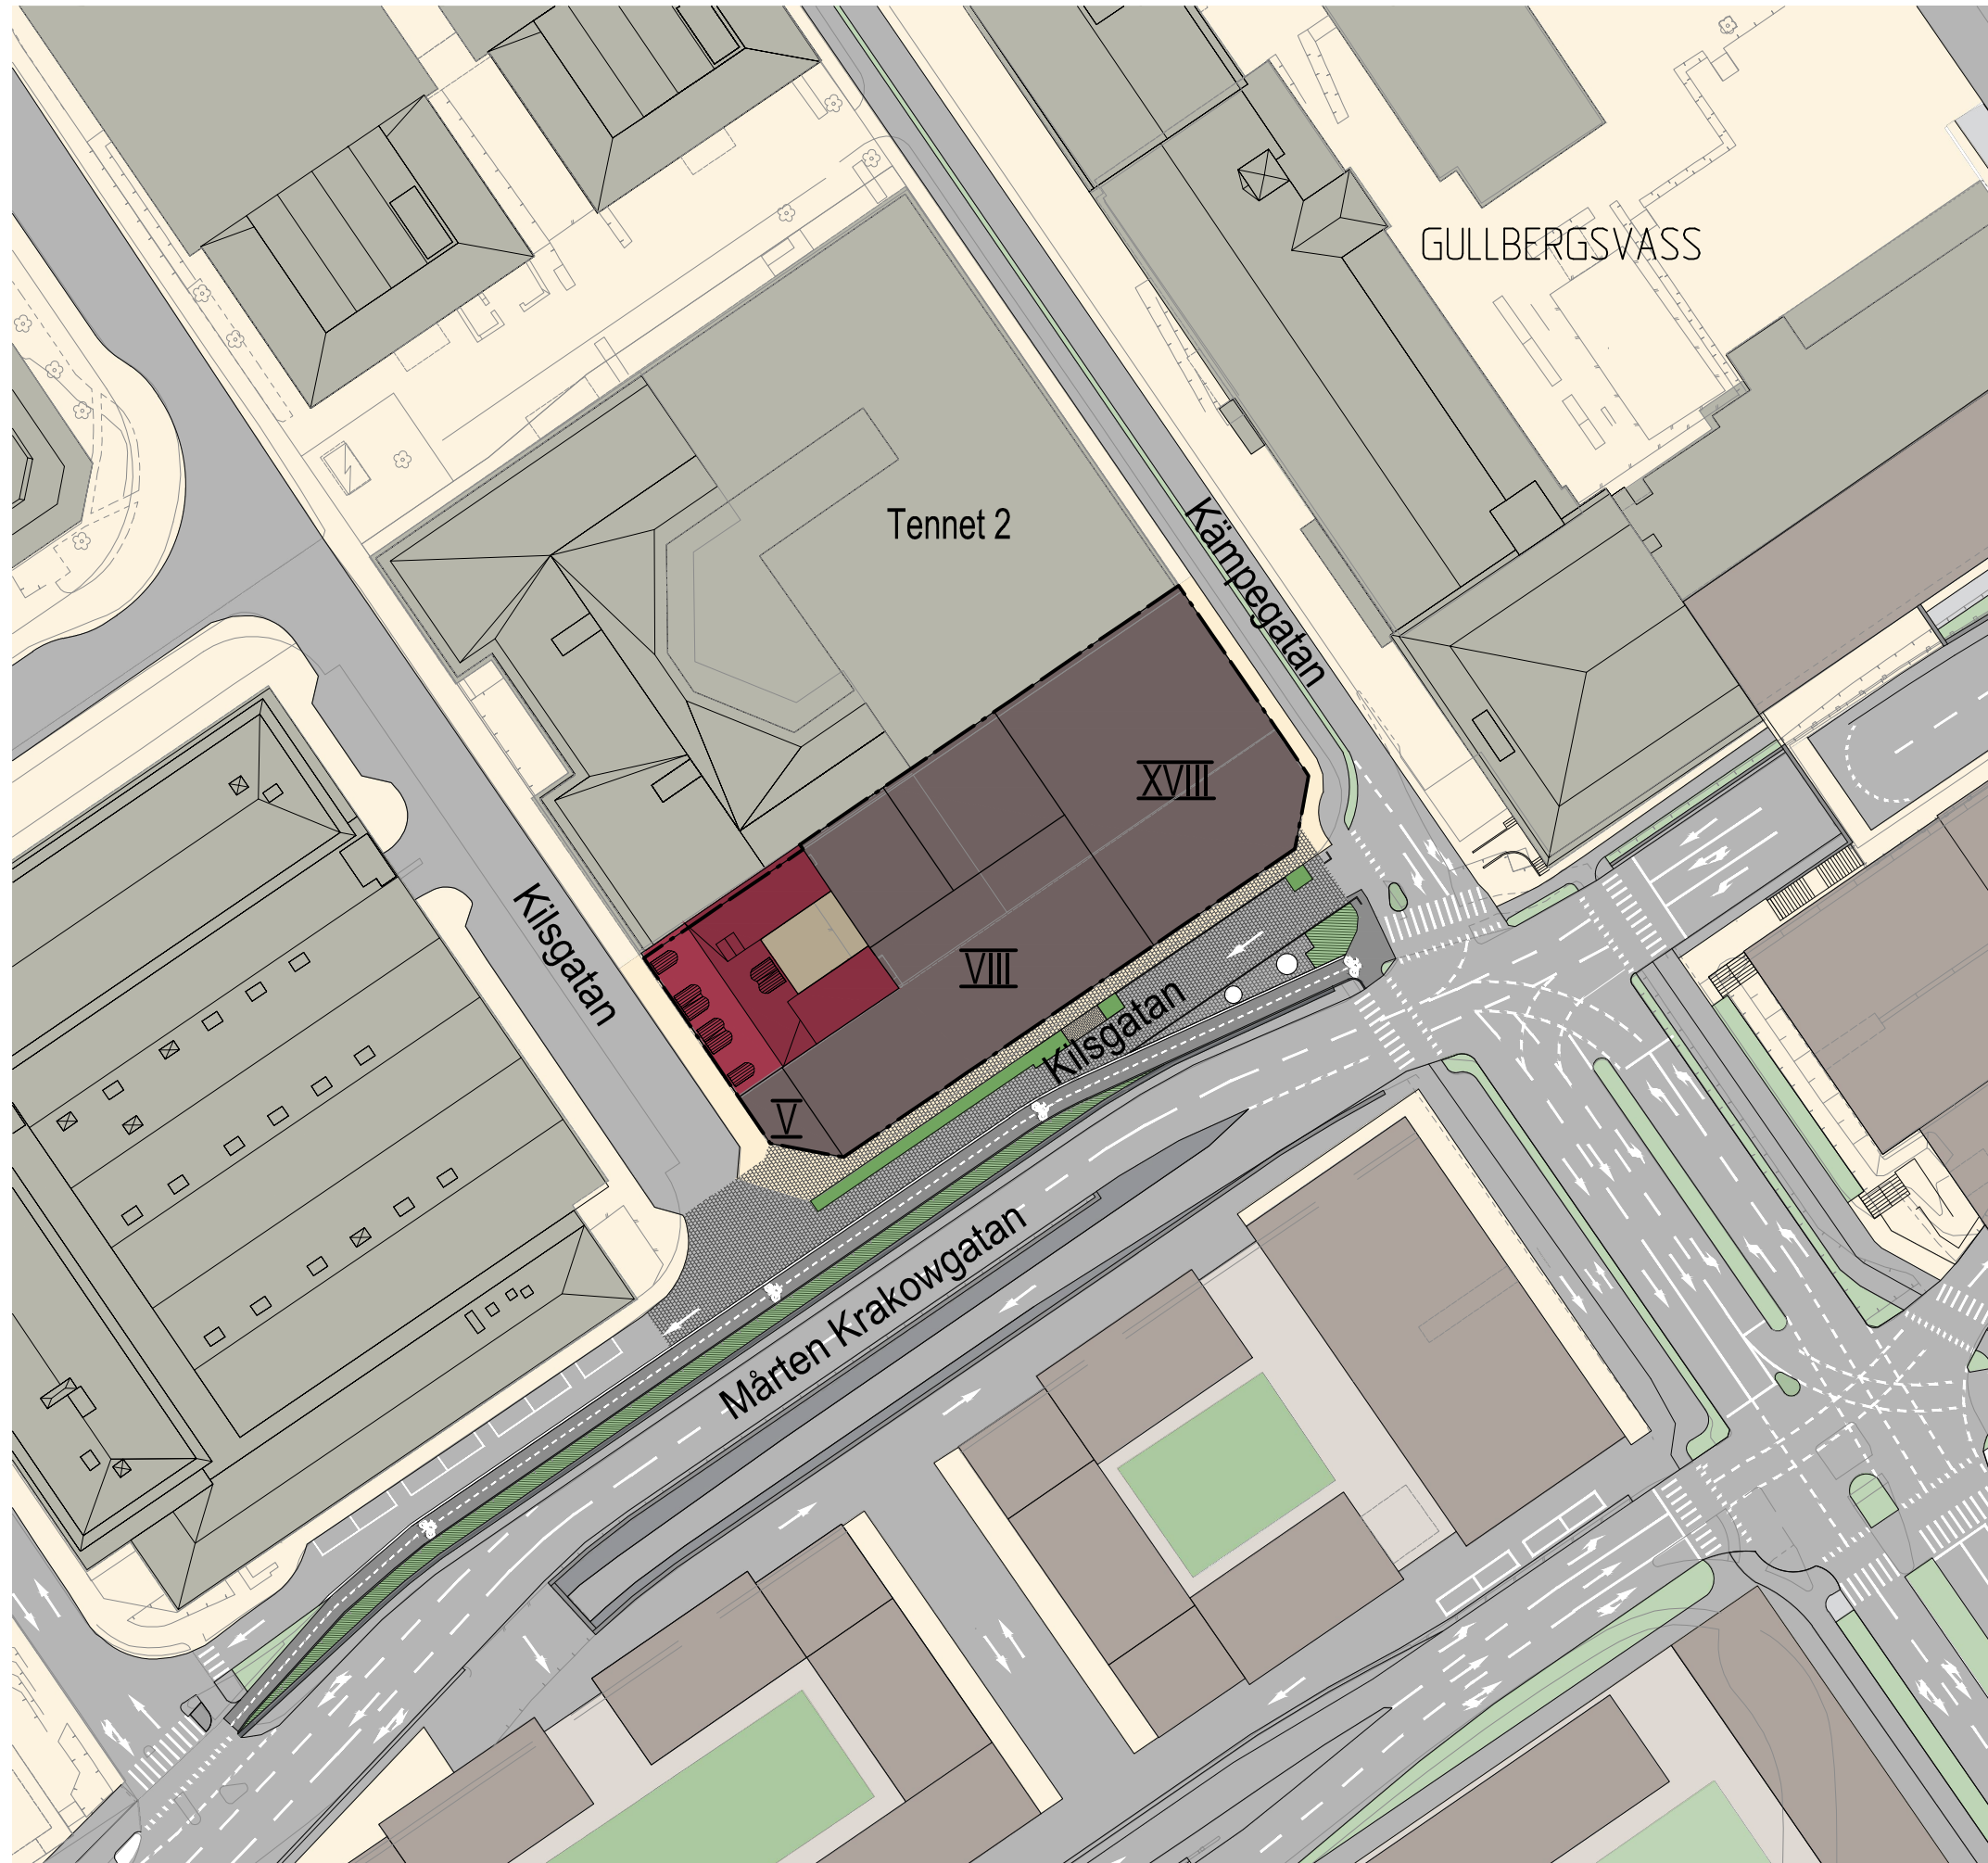 GULLBERGSVASS
Tennet 2
Kämpegatan
XVIII
Kilsgatan
VIII
Kilsgatan
V
Mårten Krakowgatan